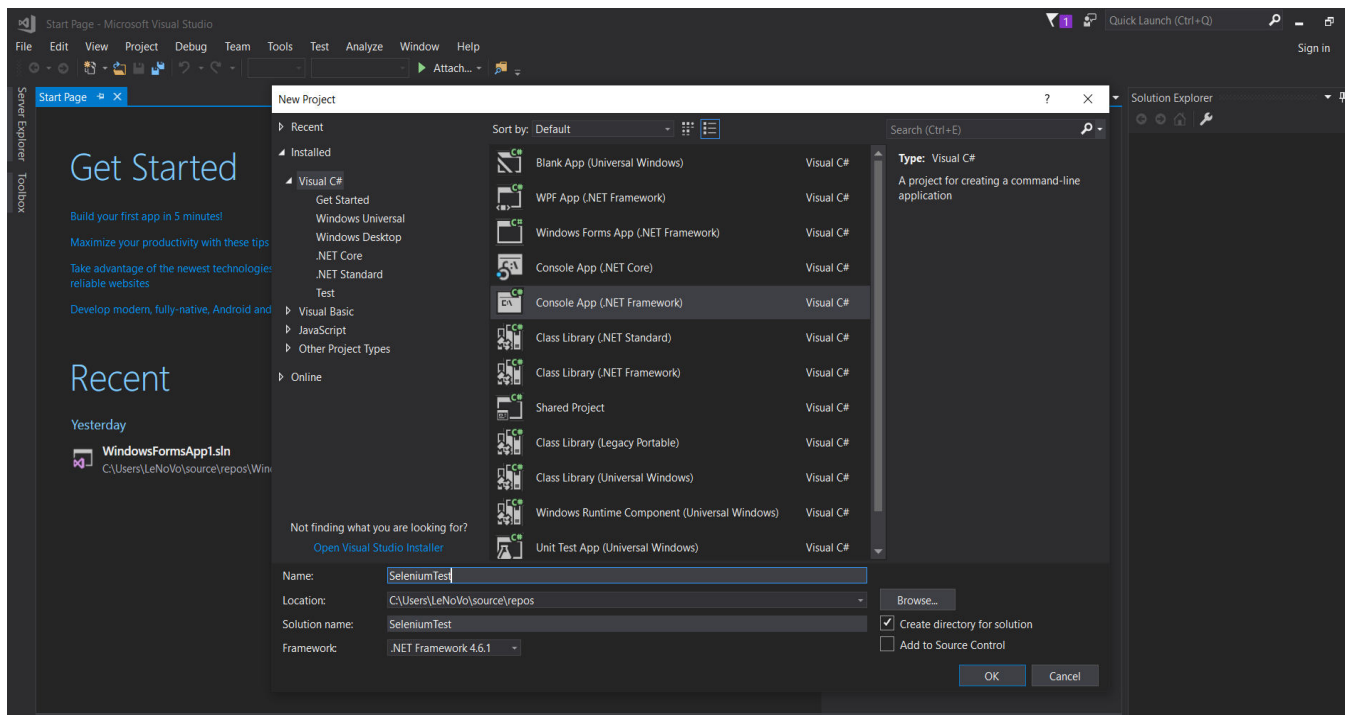 Start Page - Microsoft Visual Studio
1
Quick Launch (Ctrl+Q)
File Edit View Project Debug Team Tools Test Analyze Window Help
Sign in
Attach...
Server Explorer
Toolbox
Start Page
Get Started
Build your first app in 5 minutes!
Maximize your productivity with these tips
Take advantage of the newest technologies
reliable websites
Develop modern, fully-native, Android and
Recent
Yesterday
WindowsFormsApp1.sln
C:\Users\LeNoVo\source\repos\Win
New Project
?
Recent
Installed
Visual C#
Get Started
Windows Universal
Windows Desktop
.NET Core
.NET Standard
Test
Visual Basic
JavaScript
Other Project Types
Online
Not finding what you are looking for?
Open Visual Studio Installer
Sort by: Default
Search (Ctrl+E)
Blank App (Universal Windows) Visual C#
WPF App (.NET Framework) Visual C#
Windows Forms App (.NET Framework) Visual C#
Console App (.NET Core) Visual C#
Console App (.NET Framework) Visual C#
Class Library (.NET Standard) Visual C#
Class Library (.NET Framework) Visual C#
Shared Project Visual C#
Class Library (Legacy Portable) Visual C#
Class Library (Universal Windows) Visual C#
Windows Runtime Component (Universal Windows) Visual C#
Unit Test App (Universal Windows) Visual C#
Type: Visual C#
A project for creating a command-line
application
Name: SeleniumTest
Location: C:\Users\LeNoVo\source\repos
Browse...
Solution name: SeleniumTest
Create directory for solution
Framework: .NET Framework 4.6.1
Add to Source Control
OK Cancel
Solution Explorer